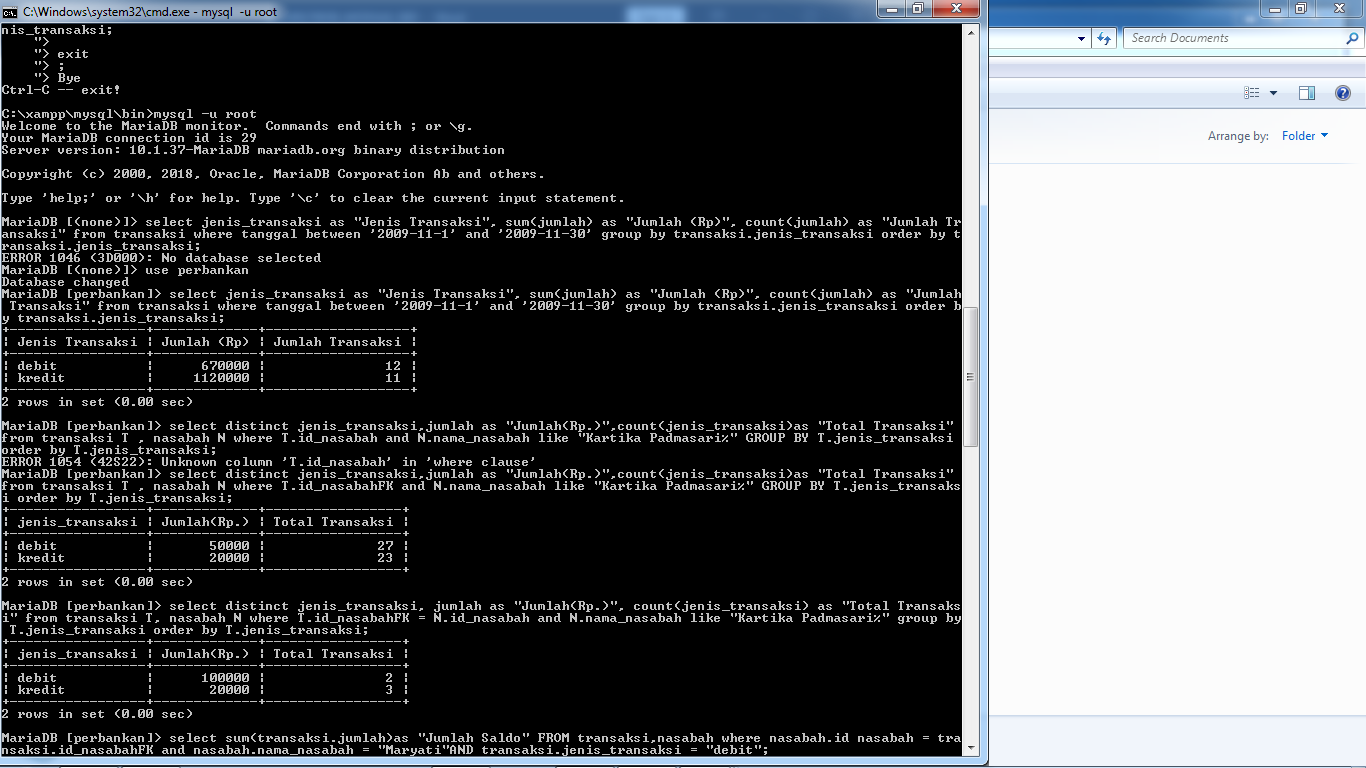 C:\Windows\system32\cmd.exe - mysql -u root
nis_transaksi;
">
"> exit
"> ;
"> Bye
Ctrl-C -- exit!
C:\xampp\mysql\bin>mysql -u root
Welcome to the MariaDB monitor.  Commands end with ; or \g.
Your MariaDB connection id is 29
Server version: 10.1.37-MariaDB mariadb.org binary distribution
Copyright (c) 2000, 2018, Oracle, MariaDB Corporation Ab and others.
Type 'help;' or '\h' for help. Type '\c' to clear the current input statement.
MariaDB [(none)]> select jenis_transaksi as "Jenis Transaksi", sum(jumlah) as "Jumlah (Rp)", count(jumlah) as "Jumlah Tr
ansaksi" from transaksi where tanggal between '2009-11-1' and '2009-11-30' group by transaksi.jenis_transaksi order by t
ransaksi.jenis_transaksi;
ERROR 1046 (3D000): No database selected
MariaDB [(none)]> use perbankan
Database changed
MariaDB [perbankan]> select jenis_transaksi as "Jenis Transaksi", sum(jumlah) as "Jumlah (Rp)", count(jumlah) as "Jumlah
 Transaksi" from transaksi where tanggal between '2009-11-1' and '2009-11-30' group by transaksi.jenis_transaksi order b
y transaksi.jenis_transaksi;
+-----------------+-------------+------------------+
| Jenis Transaksi | Jumlah (Rp) | Jumlah Transaksi |
+-----------------+-------------+------------------+
| debit           |      670000 |               12 |
| kredit          |     1120000 |               11 |
+-----------------+-------------+------------------+
2 rows in set (0.00 sec)
MariaDB [perbankan]> select distinct jenis_transaksi,jumlah as "Jumlah(Rp.)",count(jenis_transaksi)as "Total Transaksi"
from transaksi T , nasabah N where T.id_nasabah and N.nama_nasabah like "Kartika Padmasari%" GROUP BY T.jenis_transaksi
order by T.jenis_transaksi;
ERROR 1054 (42S22): Unknown column 'T.id_nasabah' in 'where clause'
MariaDB [perbankan]> select distinct jenis_transaksi,jumlah as "Jumlah(Rp.)",count(jenis_transaksi)as "Total Transaksi"
from transaksi T , nasabah N where T.id_nasabahFK and N.nama_nasabah like "Kartika Padmasari%" GROUP BY T.jenis_transaks
i order by T.jenis_transaksi;
+-----------------+-------------+-----------------+
| jenis_transaksi | Jumlah(Rp.) | Total Transaksi |
+-----------------+-------------+-----------------+
| debit           |       50000 |              27 |
| kredit          |       20000 |              23 |
+-----------------+-------------+-----------------+
2 rows in set (0.00 sec)
MariaDB [perbankan]> select distinct jenis_transaksi, jumlah as "Jumlah(Rp.)", count(jenis_transaksi) as "Total Transaks
i" from transaksi T, nasabah N where T.id_nasabahFK = N.id_nasabah and N.nama_nasabah like "Kartika Padmasari%" group by
 T.jenis_transaksi order by T.jenis_transaksi;
+-----------------+-------------+-----------------+
| jenis_transaksi | Jumlah(Rp.) | Total Transaksi |
+-----------------+-------------+-----------------+
| debit           |      100000 |               2 |
| kredit          |       20000 |               3 |
+-----------------+-------------+-----------------+
2 rows in set (0.00 sec)
MariaDB [perbankan]> select sum(transaksi.jumlah)as "Jumlah Saldo" FROM transaksi,nasabah where nasabah.id nasabah = tra
nsaksi.id_nasabahFK and nasabah.nama_nasabah = "Maryati"AND transaksi.jenis_transaksi = "debit";
Search Documents
Arrange by: Folder